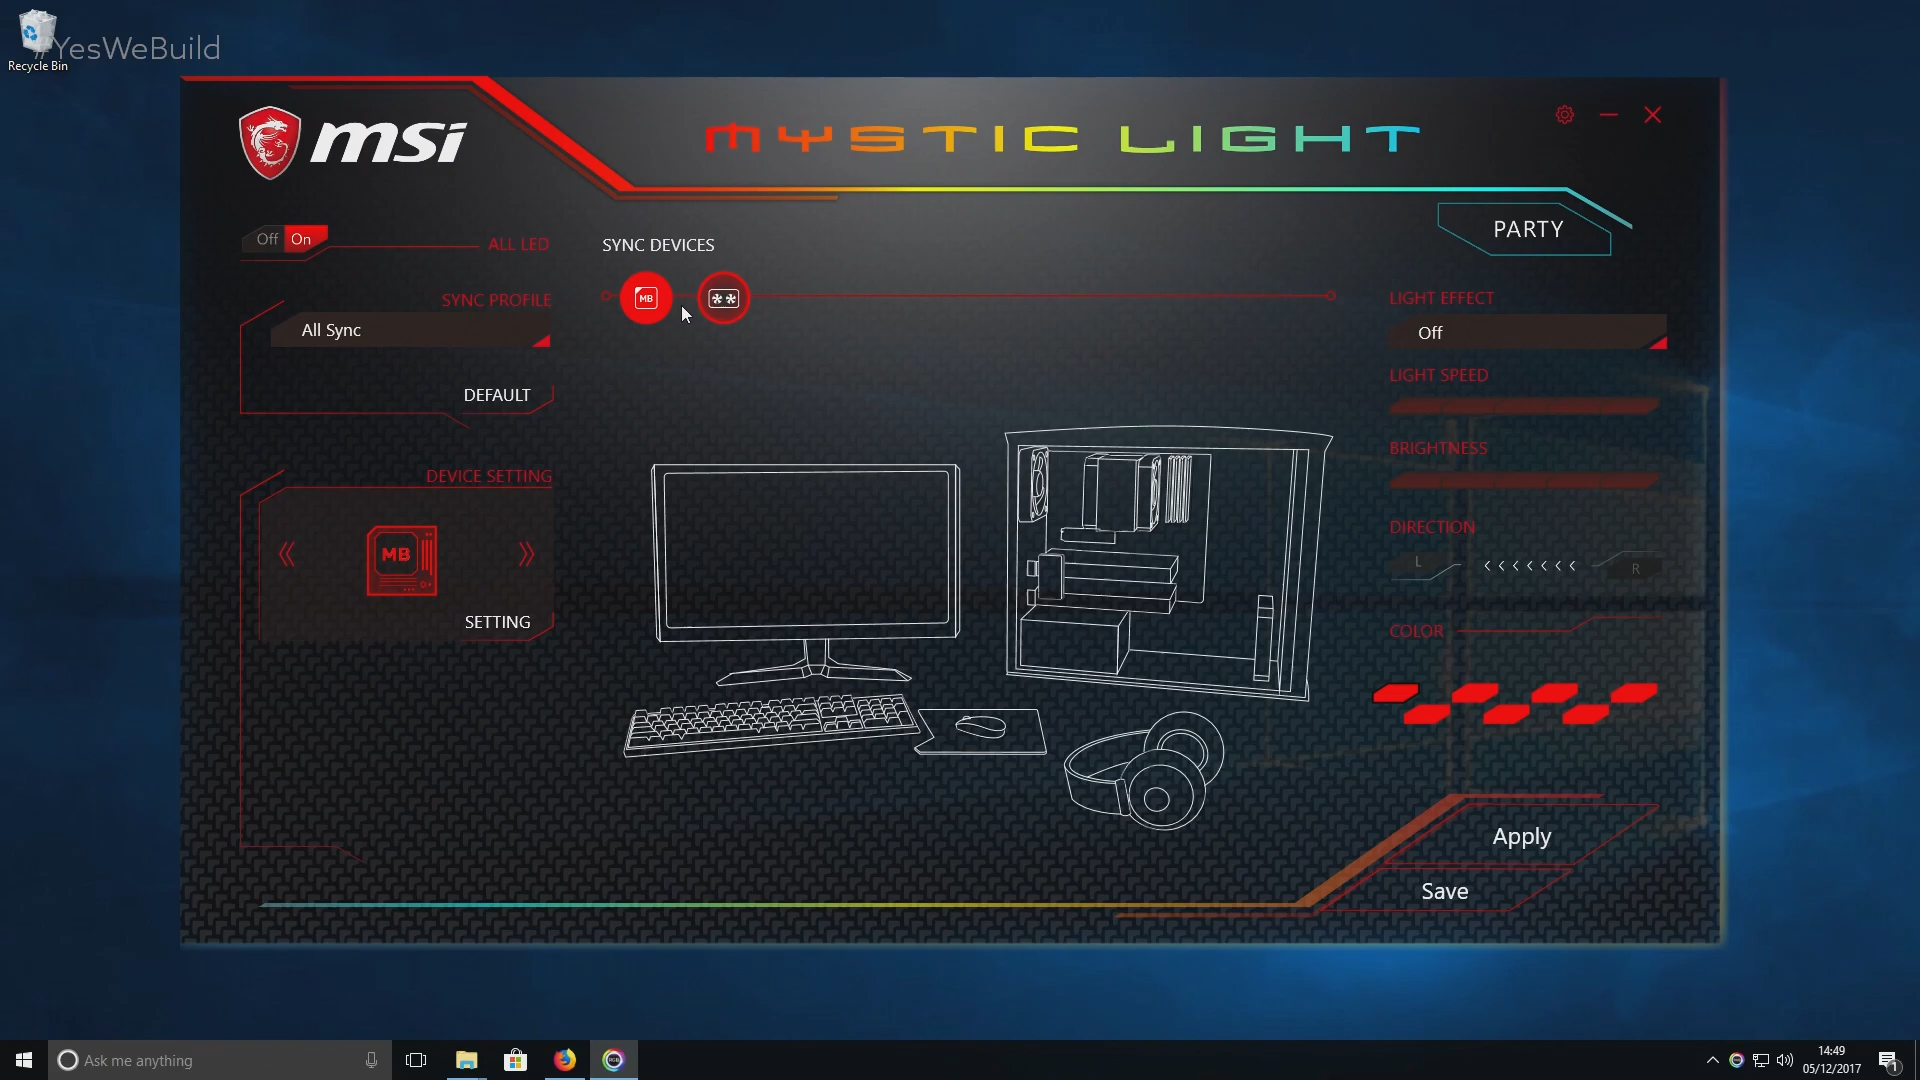 #YesWeBuild
Recycle Bin
msi
MYSTIC LIGHT
PARTY
Off On
ALL LED
SYNC DEVICES
MB
SYNC PROFILE
All Sync
DEFAULT
LIGHT EFFECT
Off
LIGHT SPEED
BRIGHTNESS
DEVICE SETTING
MB
SETTING
DIRECTION
L
<<<<<<<
R
COLOR
Apply
Save
Ask me anything
14:49
05/12/2017
1